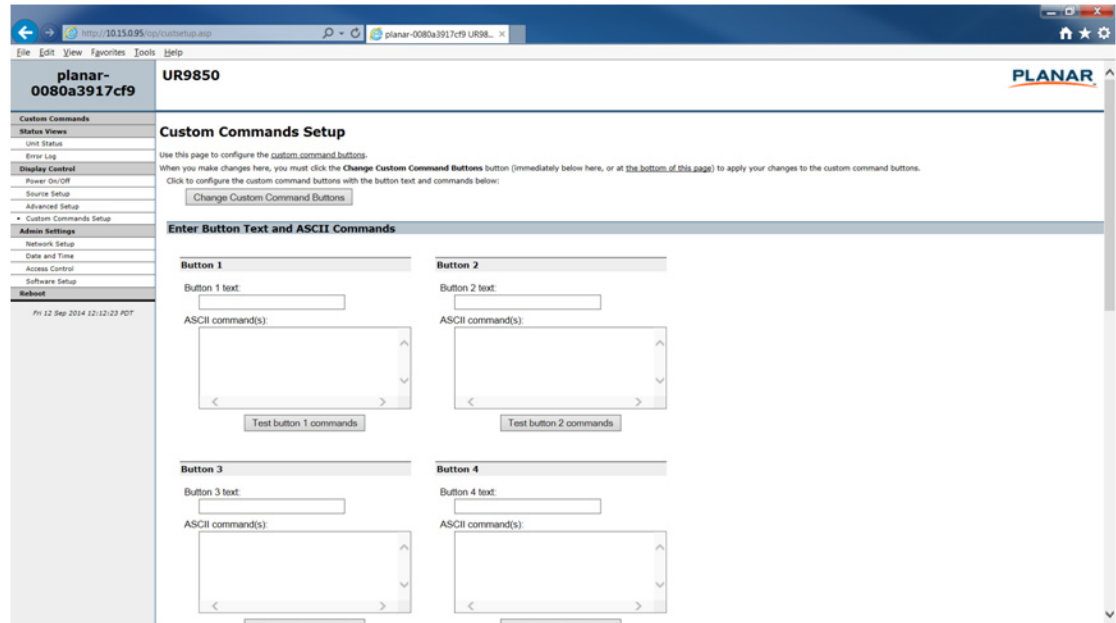 http://10.15.0.95/op/custsetup.asp
planar-0080a3917cf9 UR98...
File Edit View Favorites Tools Help
planar-
0080a3917cf9
UR9850
PLANAR
Custom Commands
Status Views
Unit Status
Error Log
Display Control
Power On/Off
Source Setup
Advanced Setup
Custom Commands Setup
Admin Settings
Network Setup
Date and Time
Access Control
Software Setup
Reboot
Fri 12 Sep 2014 12:12:23 PDT
Custom Commands Setup
Use this page to configure the custom command buttons.
When you make changes here, you must click the Change Custom Command Buttons button (immediately below here, or at the bottom of this page) to apply your changes to the custom command buttons.
Click to configure the custom command buttons with the button text and commands below:
Change Custom Command Buttons
Enter Button Text and ASCII Commands
Button 1
Button 1 text:
ASCII command(s):
Test button 1 commands
Button 2
Button 2 text:
ASCII command(s):
Test button 2 commands
Button 3
Button 3 text:
ASCII command(s):
Button 4
Button 4 text:
ASCII command(s):